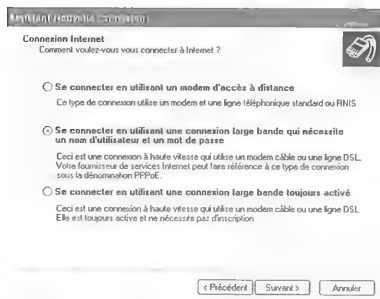 Assistant Nouvelle connexion
Connexion Internet
Comment voulez-vous vous connecter à Internet ?
Se connecter en utilisant un modem d'accès à distance
Ce type de connexion utilise un modem et une ligne téléphonique standard ou RNIS
Se connecter en utilisant une connexion large bande qui nécessite
un nom d'utilisateur et un mot de passe
Ceci est une connexion à haute vitesse qui utilise un modem câble ou une ligne DSL.
Votre fournisseur de services Internet peut faire référence à ce type de connexion
sous la dénomination PPPoE.
Se connecter en utilisant une connexion large bande toujours activé
Ceci est une connexion à haute vitesse qui utilise un modem câble ou une ligne DSL
Elle est toujours active et ne nécessite pas d'inscription
< Précédent
Suivant >
Annuler